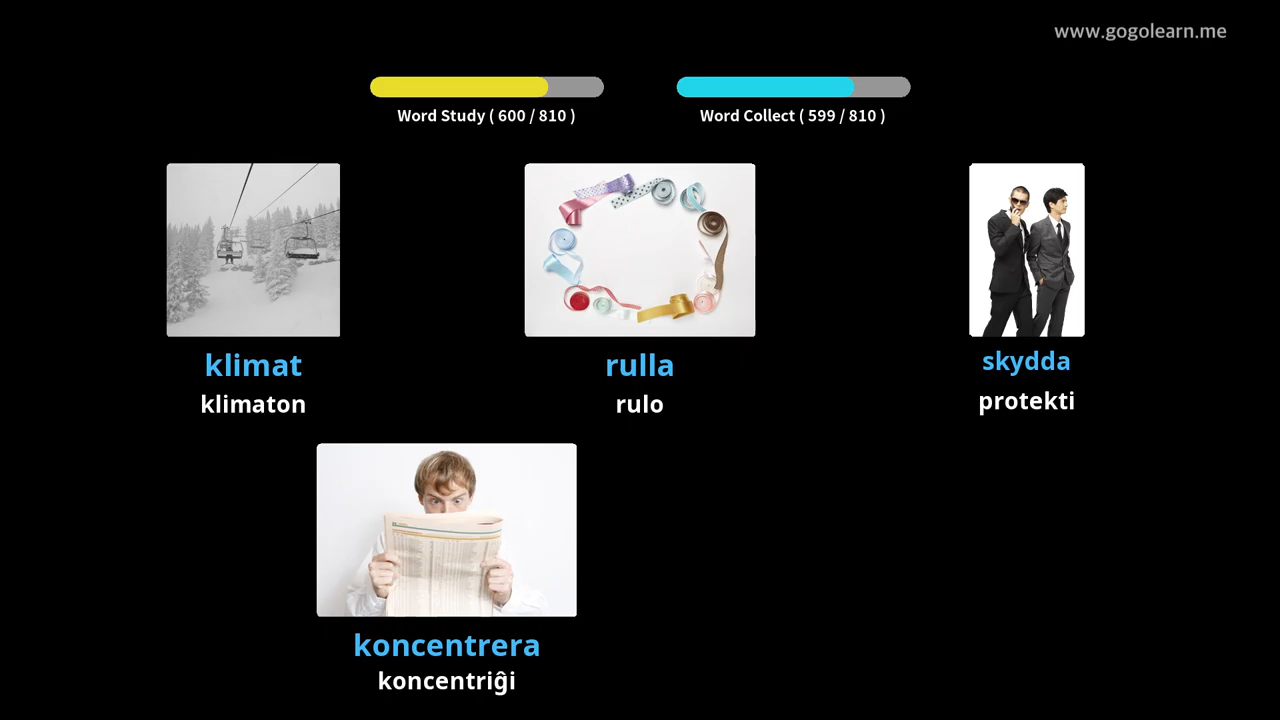 www.gogolearn.me
Word Study ( 600 / 810 )
Word Collect ( 599 / 810 )
klimat
klimaton
rulla
rulo
skydda
protekti
koncentrera
koncentriĝi